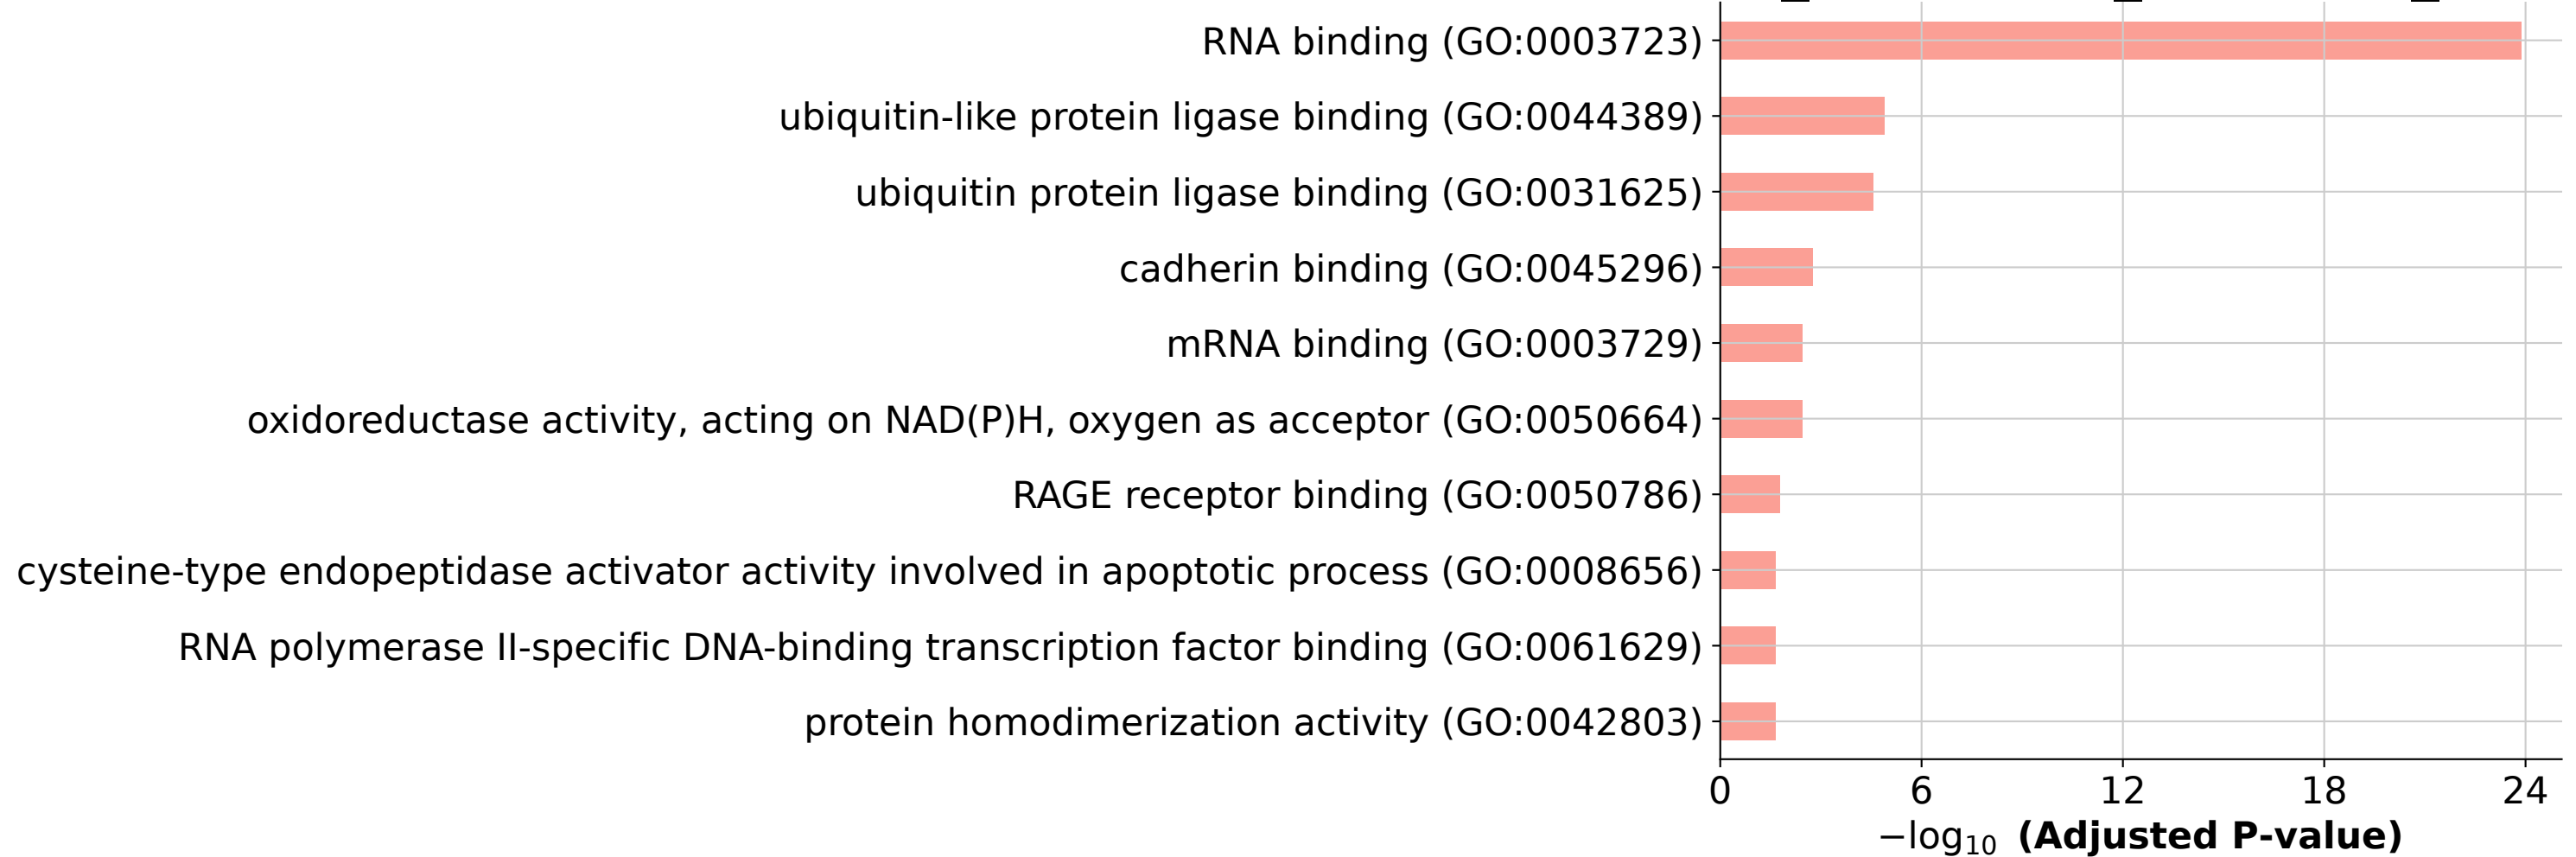 RNA binding (GO:0003723)
ubiquitin-like protein ligase binding (GO:0044389)
ubiquitin protein ligase binding (GO:0031625)
cadherin binding (GO:0045296)
mRNA binding (GO:0003729)
oxidoreductase activity, acting on NAD(P)H, oxygen as acceptor (GO:0050664)
RAGE receptor binding (GO:0050786)
cysteine-type endopeptidase activator activity involved in apoptotic process (GO:0008656)
RNA polymerase II-specific DNA-binding transcription factor binding (GO:0061629)
protein homodimerization activity (GO:0042803)
0 6 12 18 24
−log₁₀ (Adjusted P-value)